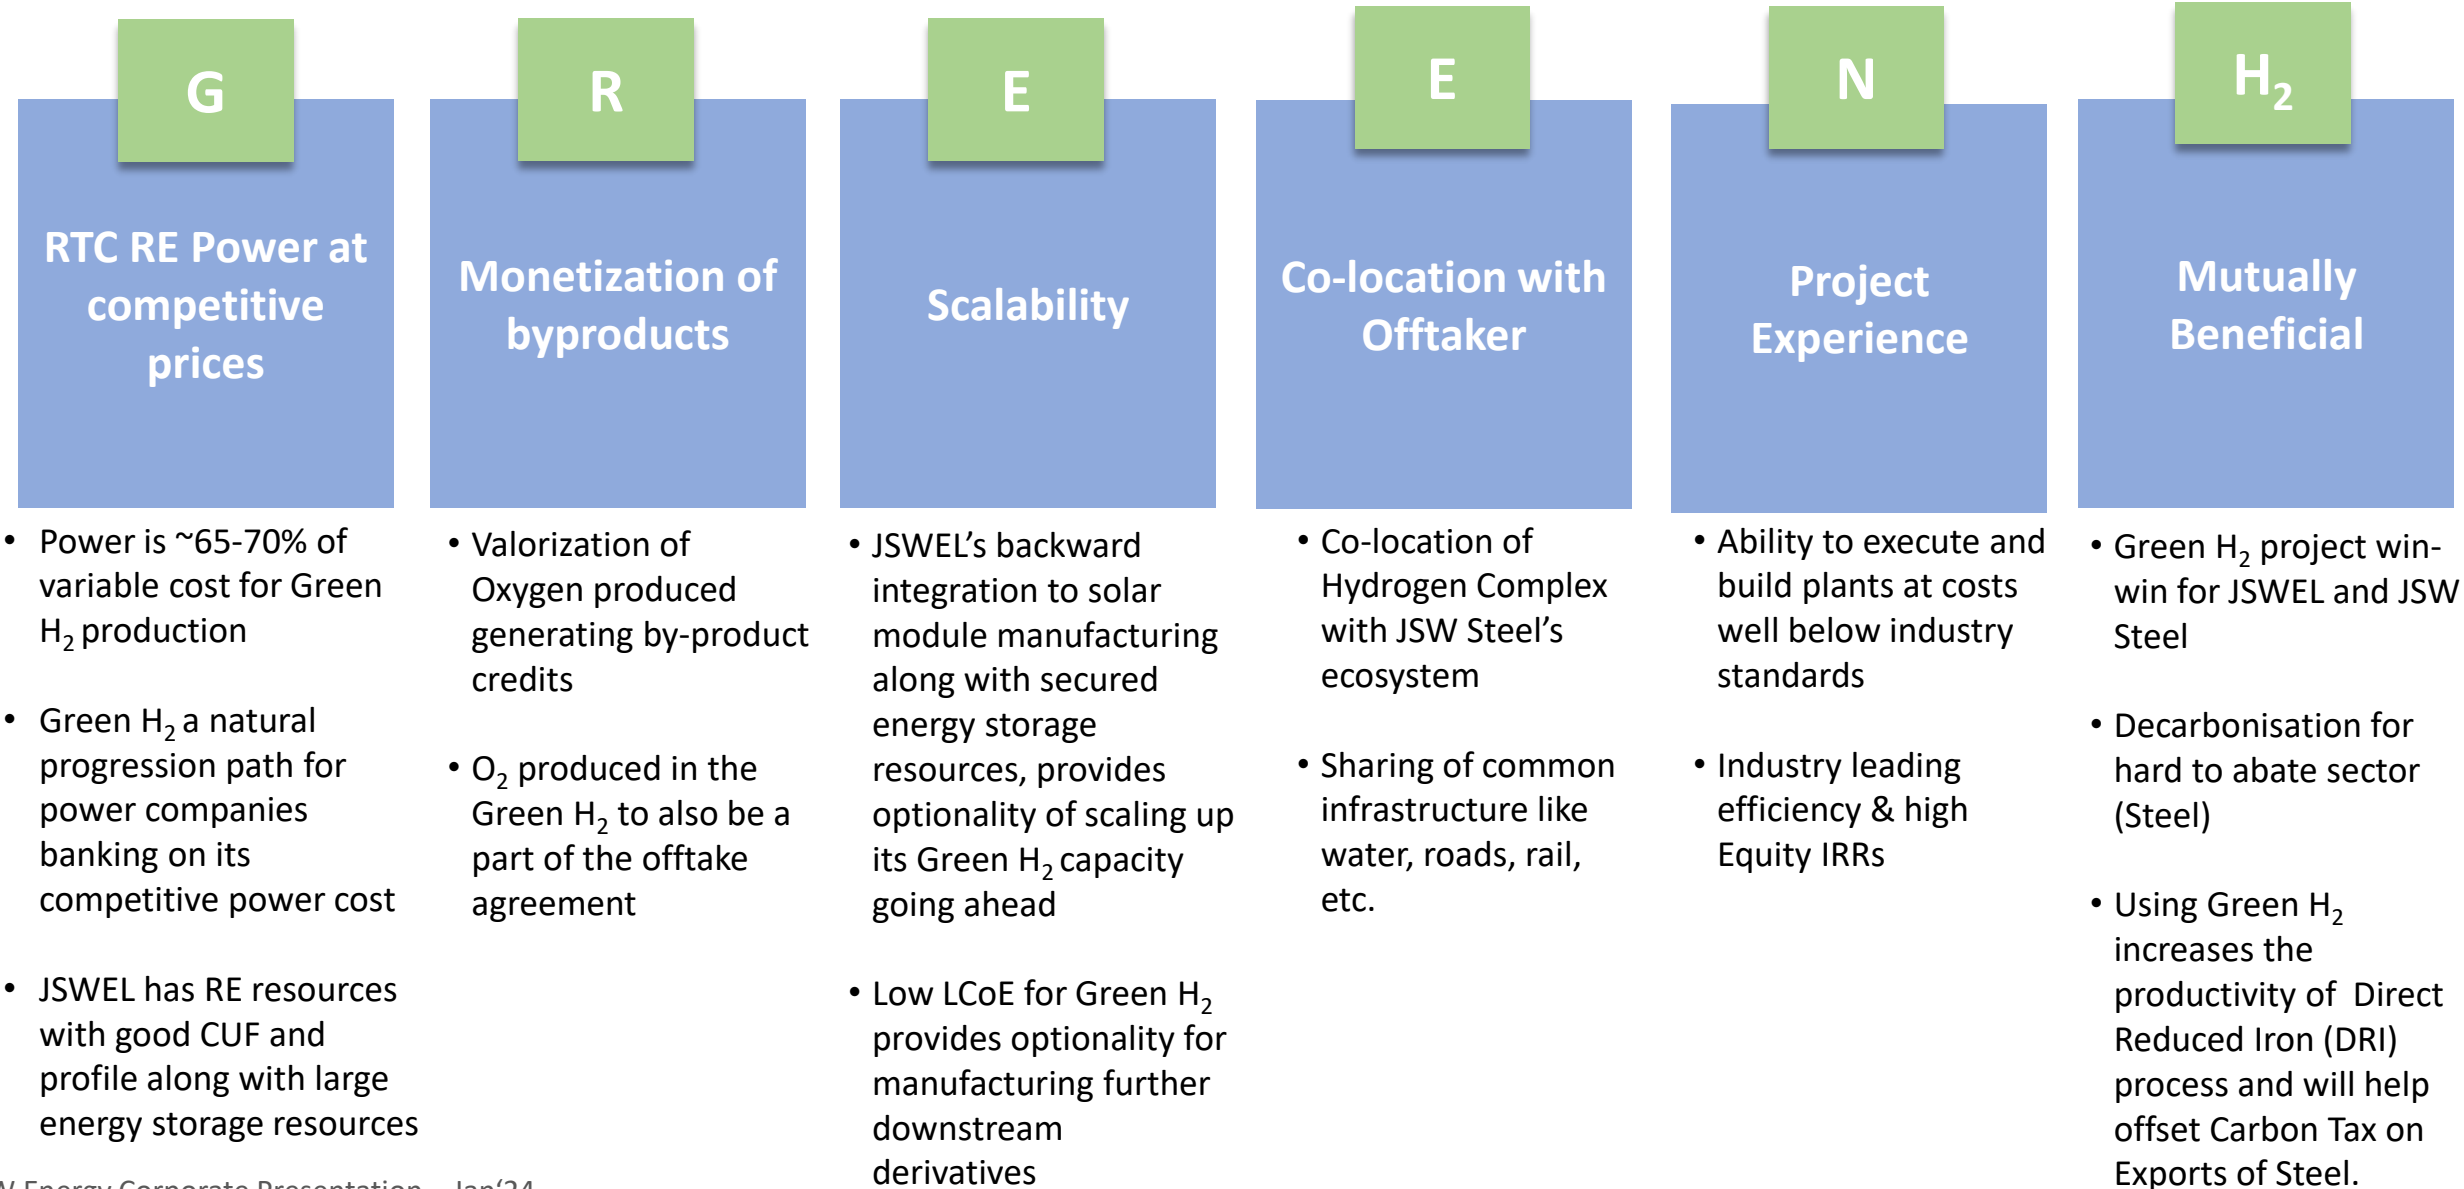 G
RTC RE Power at
competitive
prices
• Power is ~65-70% of
variable cost for Green
H₂ production
• Green H₂ a natural
progression path for
power companies
banking on its
competitive power cost
• JSWEL has RE resources
with good CUF and
profile along with large
energy storage resources
R
Monetization of
byproducts
• Valorization of
Oxygen produced
generating by-product
credits
• O₂ produced in the
Green H₂ to also be a
part of the offtake
agreement
E
Scalability
• JSWEL’s backward
integration to solar
module manufacturing
along with secured
energy storage
resources, provides
optionality of scaling up
its Green H₂ capacity
going ahead
• Low LCoE for Green H₂
provides optionality for
manufacturing further
downstream
derivatives
E
Co-location with
Offtaker
• Co-location of
Hydrogen Complex
with JSW Steel’s
ecosystem
• Sharing of common
infrastructure like
water, roads, rail,
etc.
N
Project
Experience
• Ability to execute and
build plants at costs
well below industry
standards
• Industry leading
efficiency & high
Equity IRRs
H₂
Mutually
Beneficial
• Green H₂ project win-
win for JSWEL and JSW
Steel
• Decarbonisation for
hard to abate sector
(Steel)
• Using Green H₂
increases the
productivity of Direct
Reduced Iron (DRI)
process and will help
offset Carbon Tax on
Exports of Steel.
Energy Corporate Presentation – Jan‘24